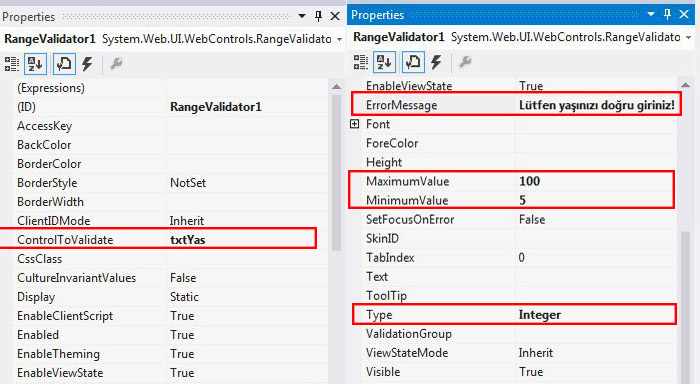 Properties
RangeValidator1 System.Web.UI.WebControls.RangeValidato
(Expressions)
(ID) RangeValidator1
AccessKey
BackColor
BorderColor
BorderStyle NotSet
BorderWidth
ClientIDMode Inherit
ControlToValidate txtYas
CssClass
CultureInvariantValues False
Display Static
EnableClientScript True
Enabled True
EnableTheming True
EnableViewState True
Properties
RangeValidator1 System.Web.UI.WebControls.RangeValidato
EnableViewState True
ErrorMessage Lütfen yaşınızı doğru giriniz!
Font
ForeColor
Height
MaximumValue 100
MinimumValue 5
SetFocusOnError False
SkinID
TabIndex 0
Text
ToolTip
Type Integer
ValidationGroup
ViewStateMode Inherit
Visible True